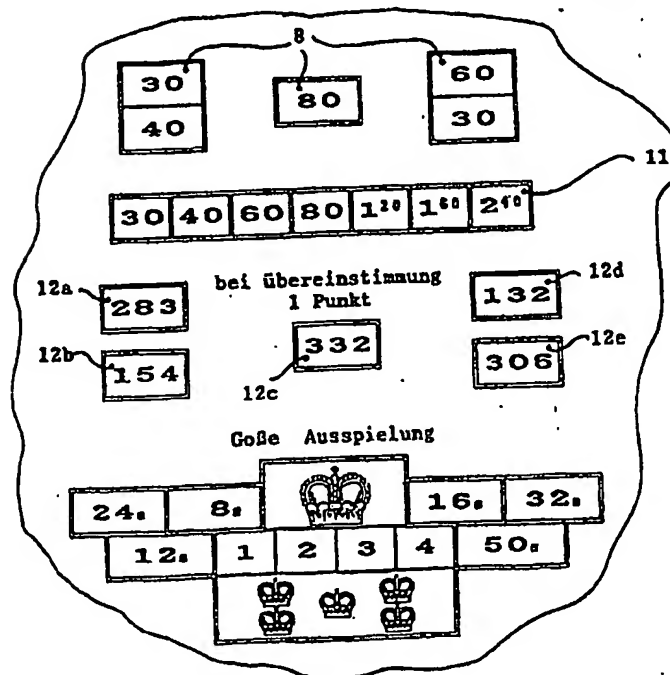 8
30 80 60
40 30
11
30 40 60 80 1²⁰ 1⁶⁰ 2⁴⁰
12a 12d
283 bei übereinstimmung 132
1 Punkt
12b 154 332 306 12e
12c
Goße Ausspielung
24. 8. 16. 32.
12. 1 2 3 4 50.